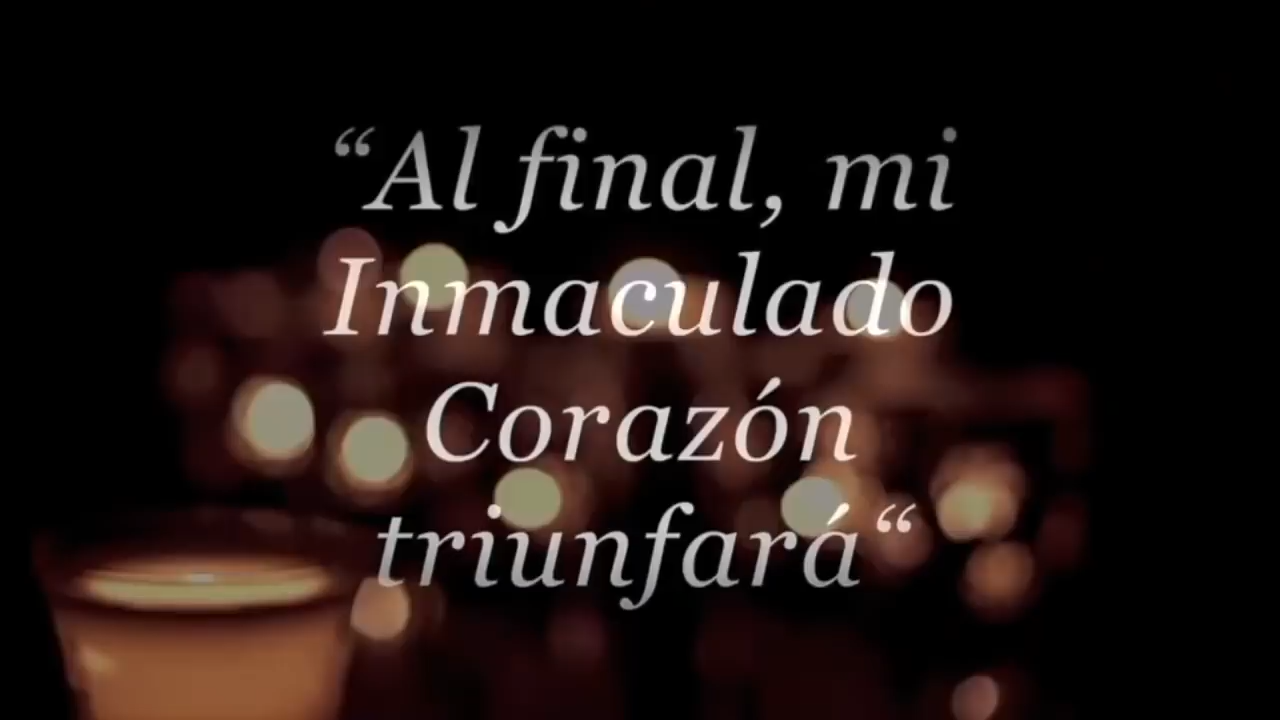 “Al final, mi
Inmaculado
Corazón
triunfará“